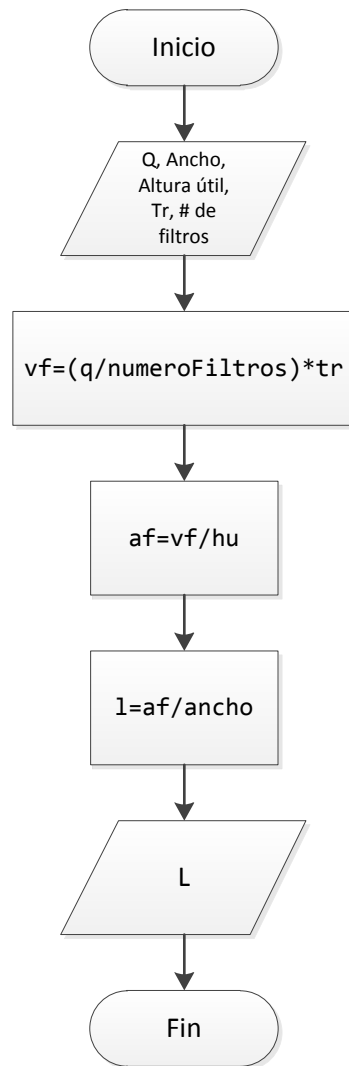 Inicio
Q, Ancho,
Altura útil,
Tr, # de
filtros
vf=(q/numeroFiltros)*tr
af=vf/hu
l=af/ancho
L
Fin